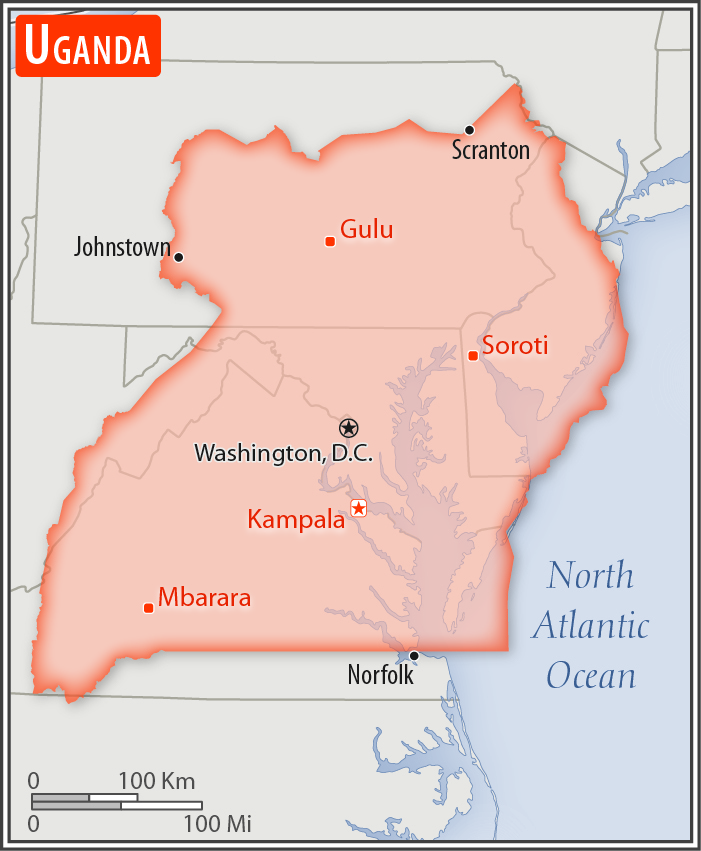 UGANDA
Scranton
Gulu
Johnstown
Soroti
Washington, D.C.
Kampala
North
Atlantic
Ocean
Mbarara
Norfolk
0 100 Km
0 100 Mi